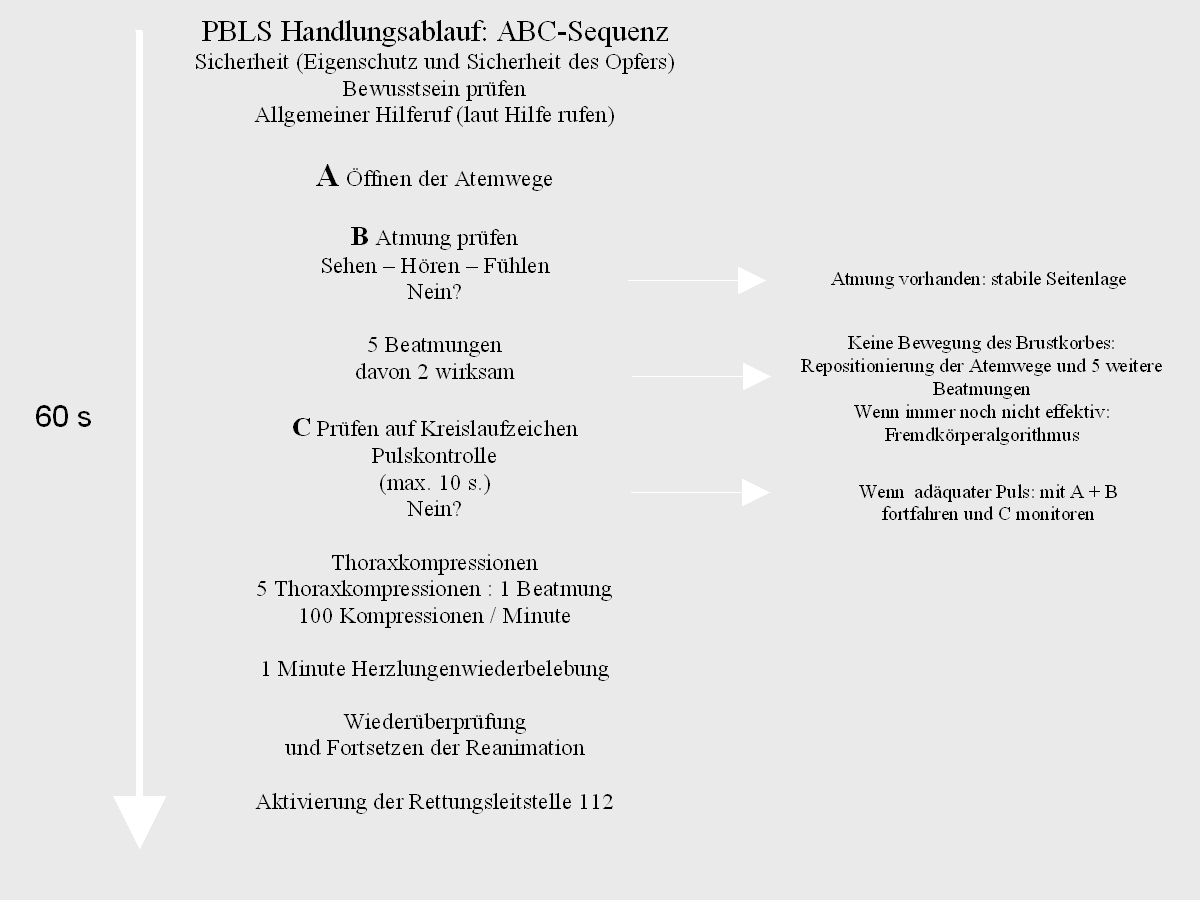 PBLS Handlungsablauf: ABC-Sequenz
Sicherheit (Eigenschutz und Sicherheit des Opfers)
Bewusstsein prüfen
Allgemeiner Hilferuf (laut Hilfe rufen)
A Öffnen der Atemwege
B Atmung prüfen
Sehen – Hören – Fühlen
Nein?
Atmung vorhanden: stabile Seitenlage
5 Beatmungen
davon 2 wirksam
Keine Bewegung des Brustkorbes:
Repositionierung der Atemwege und 5 weitere
Beatmungen
Wenn immer noch nicht effektiv:
Fremdkörperalgorithmus
60 s
C Prüfen auf Kreislaufzeichen
Pulskontrolle
(max. 10 s.)
Nein?
Wenn adäquater Puls: mit A + B
fortfahren und C monitoren
Thoraxkompressionen
5 Thoraxkompressionen : 1 Beatmung
100 Kompressionen / Minute
1 Minute Herzlungenwiederbelebung
Wiederüberprüfung
und Fortsetzen der Reanimation
Aktivierung der Rettungsleitstelle 112